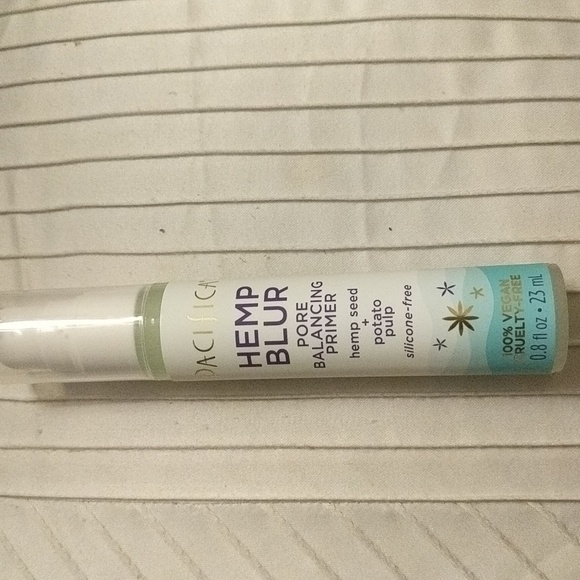 PACIFICA
HEMP
BLUR
PORE
BALANCING
PRIMER
hemp seed
+
potato
pulp
silicone-free
100% VEGAN
CRUELTY-FREE
0.8 fl oz • 23 mL